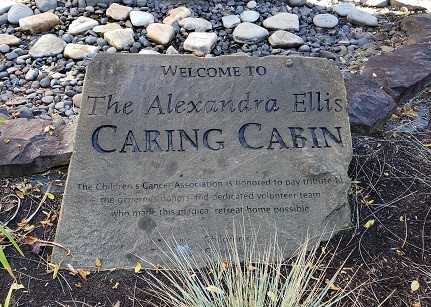 WELCOME TO
The Alexandra Ellis
CARING CABIN
The Children's Cancer Association is honored to pay tribute to
the generous donors and dedicated volunteer team
who made this magical retreat home possible.
Children's